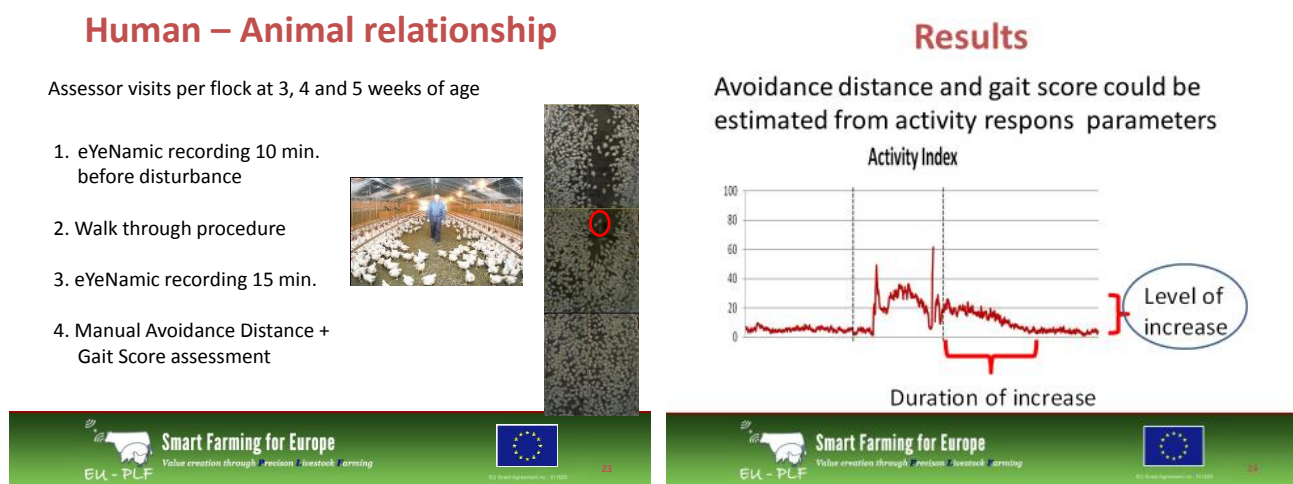 Human – Animal relationship
Assessor visits per flock at 3, 4 and 5 weeks of age
1. eYeNamic recording 10 min.
before disturbance
2. Walk through procedure
3. eYeNamic recording 15 min.
4. Manual Avoidance Distance +
Gait Score assessment
EU - PLF
Smart Farming for Europe
Value creation through Precison Livestock Farming
23
Results
Avoidance distance and gait score could be
estimated from activity respons parameters
Activity Index
100
80
60
40
20
0
Level of
increase
Duration of increase
EU - PLF
Smart Farming for Europe
Value creation through Precison Livestock Farming
24